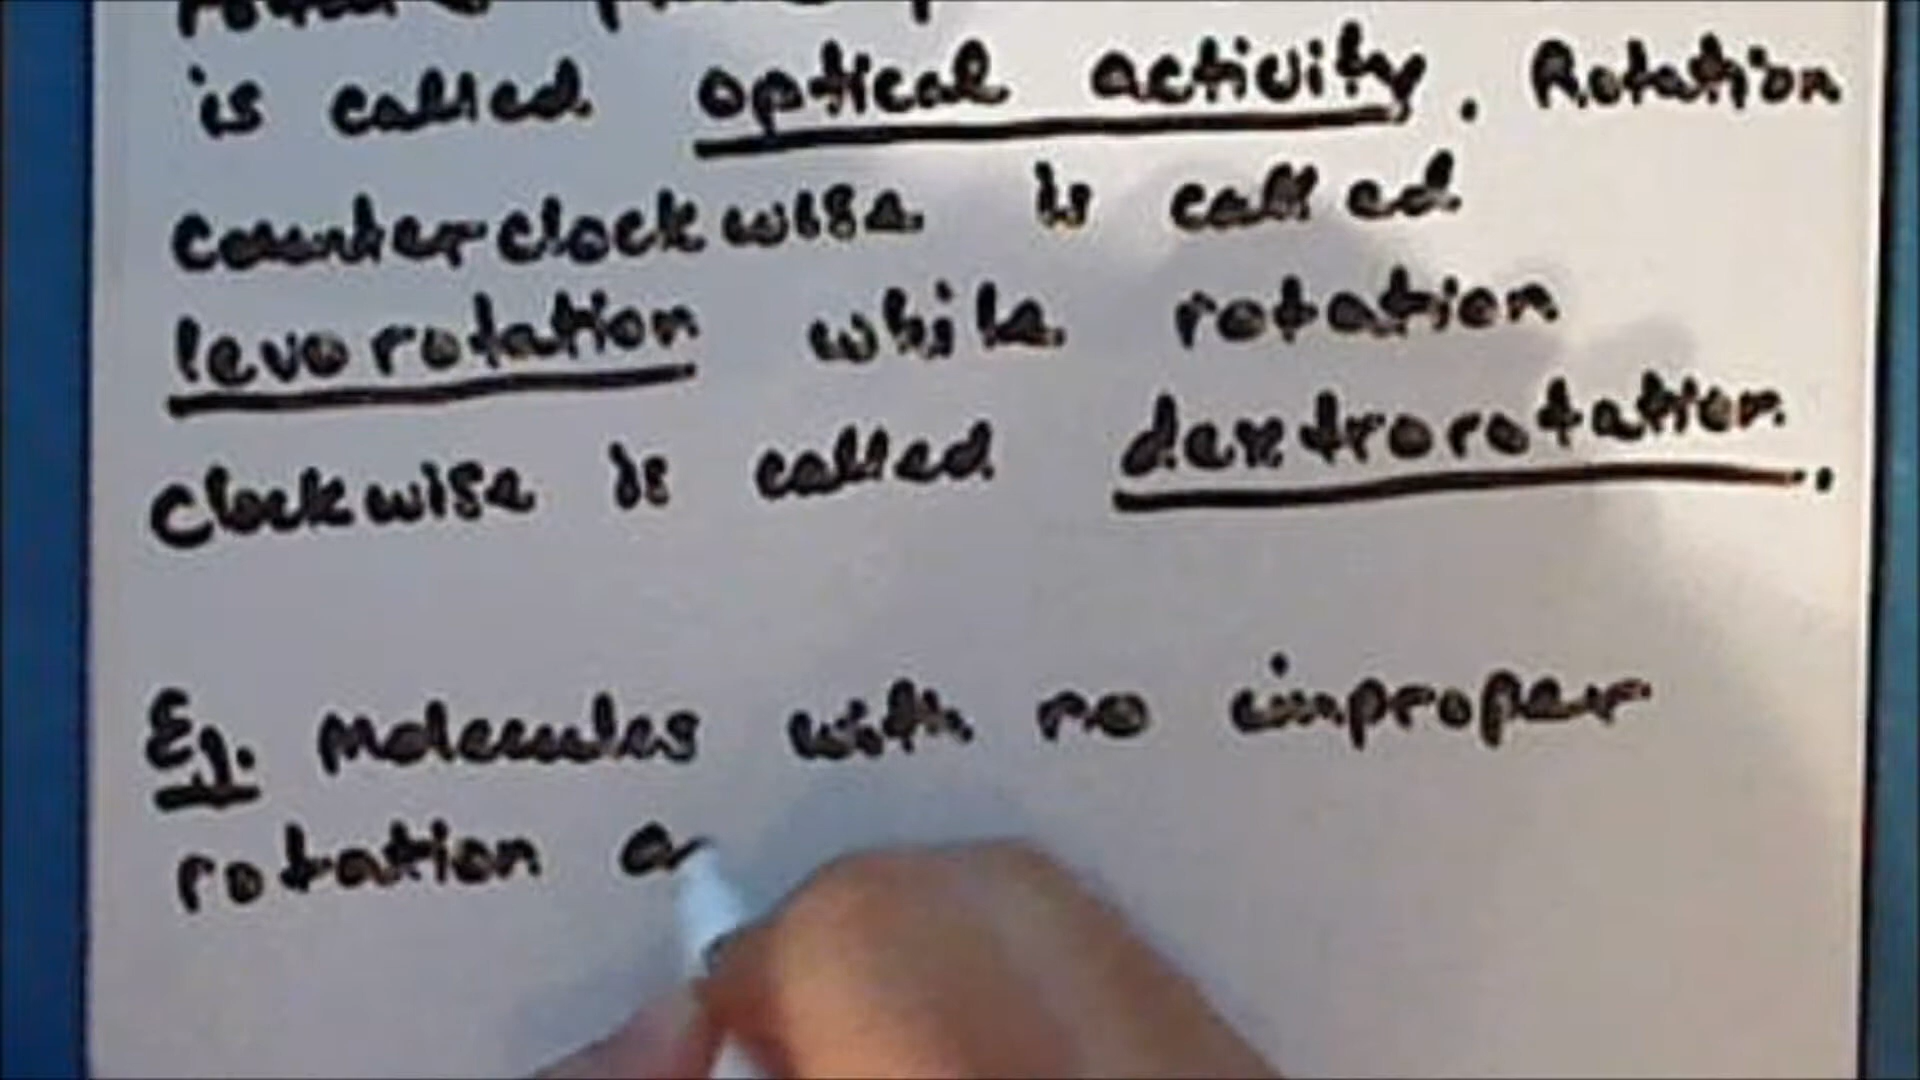 is called optical activity. Rotation
counterclockwise is called
levorotation while rotation
clockwise is called dextrorotation.
Eg. Molecules with no improper
rotation a